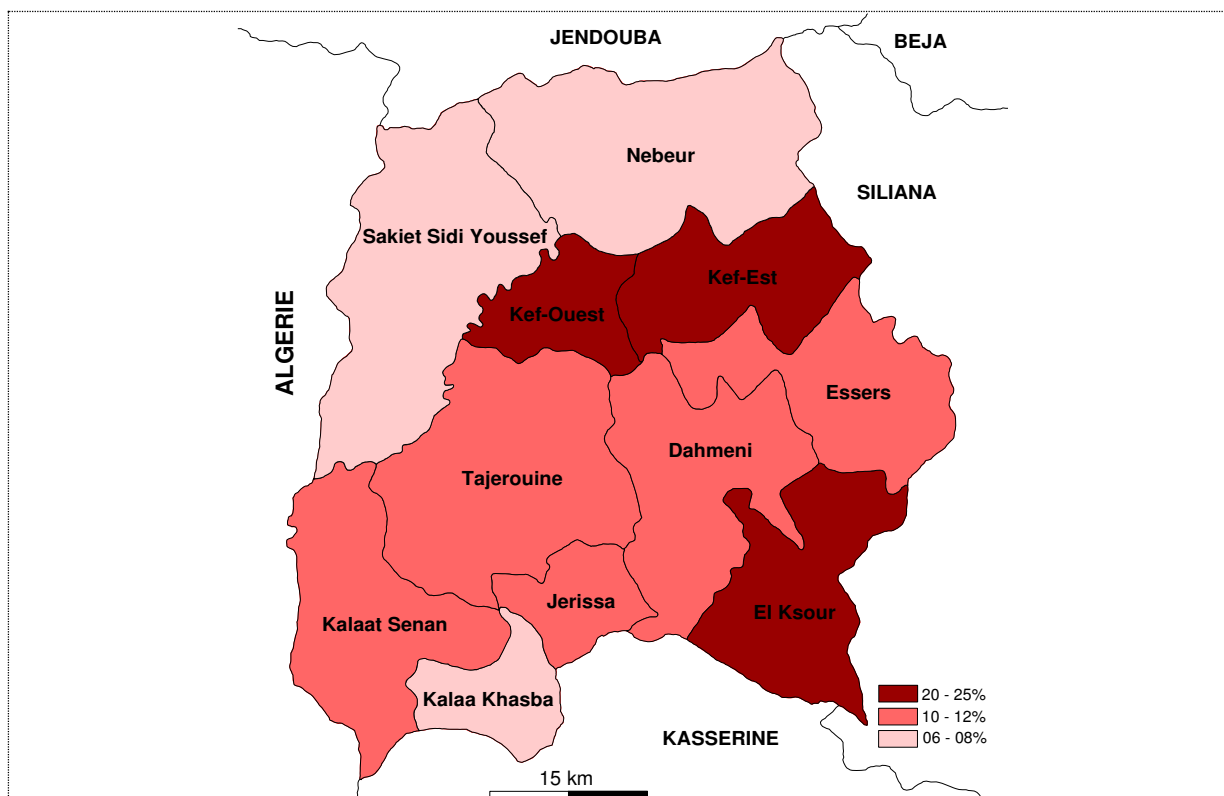 JENDOUBA
BEJA
Nebeur
SILIANA
Sakiet Sidi Youssef
Kef-Est
Kef-Ouest
ALGERIE
Essers
Dahmeni
Tajerouine
Jerissa
El Ksour
Kalaat Senan
Kalaa Khasba
20 - 25%
10 - 12%
06 - 08%
KASSERINE
15 km